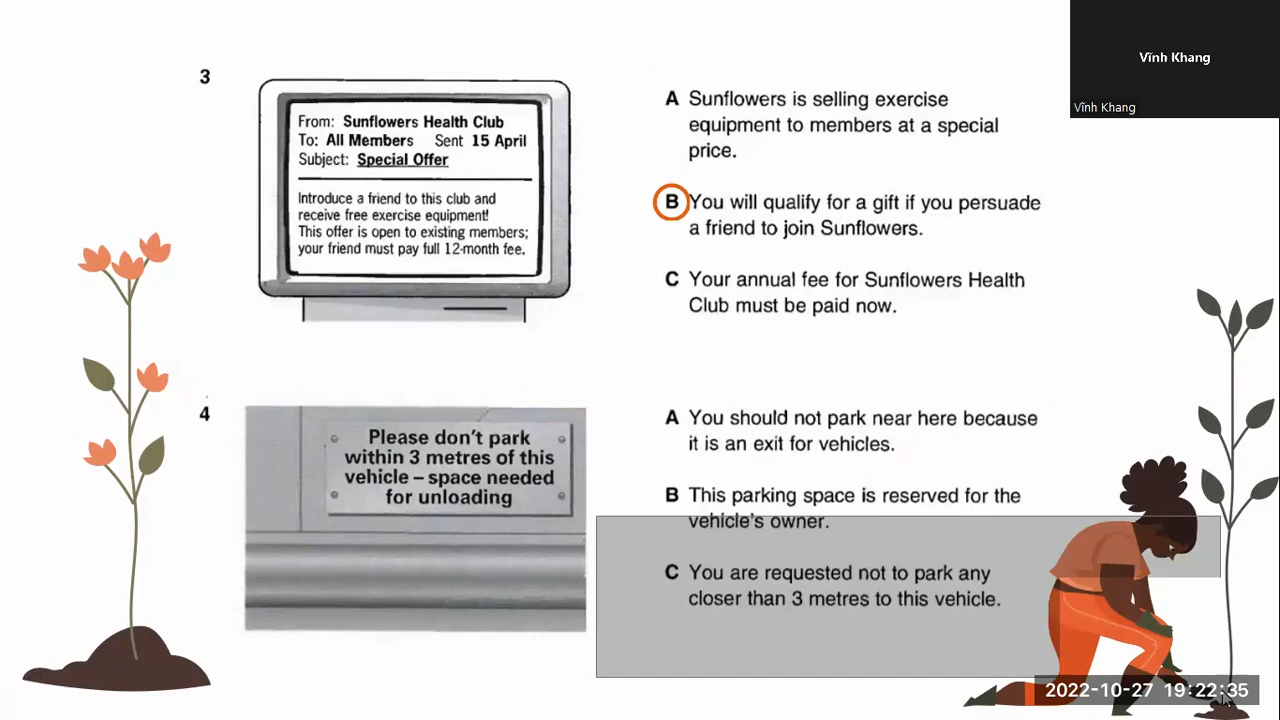 Vĩnh Khang
Vĩnh Khang
3
From: Sunflowers Health Club
To: All Members Sent 15 April
Subject: Special Offer
Introduce a friend to this club and
receive free exercise equipment!
This offer is open to existing members;
your friend must pay full 12-month fee.
A Sunflowers is selling exercise
equipment to members at a special
price.
B You will qualify for a gift if you persuade
a friend to join Sunflowers.
C Your annual fee for Sunflowers Health
Club must be paid now.
4
Please don't park
within 3 metres of this
vehicle – space needed
for unloading
A You should not park near here because
it is an exit for vehicles.
B This parking space is reserved for the
vehicle's owner.
C You are requested not to park any
closer than 3 metres to this vehicle.
2022-10-27 19:22:35